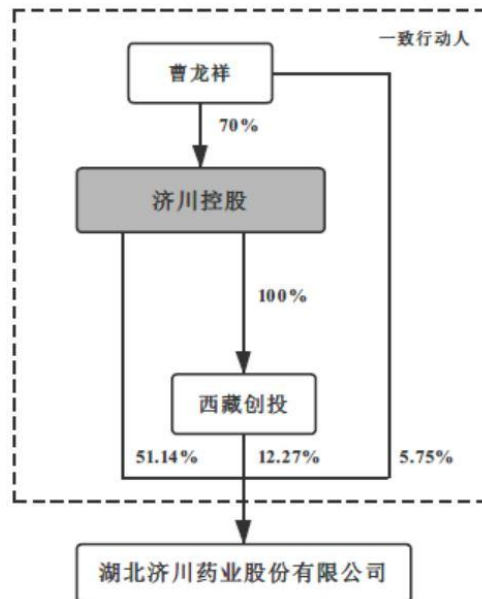 一致行动人
曹龙祥
70%
济川控股
100%
西藏创投
51.14% 12.27% 5.75%
湖北济川药业股份有限公司